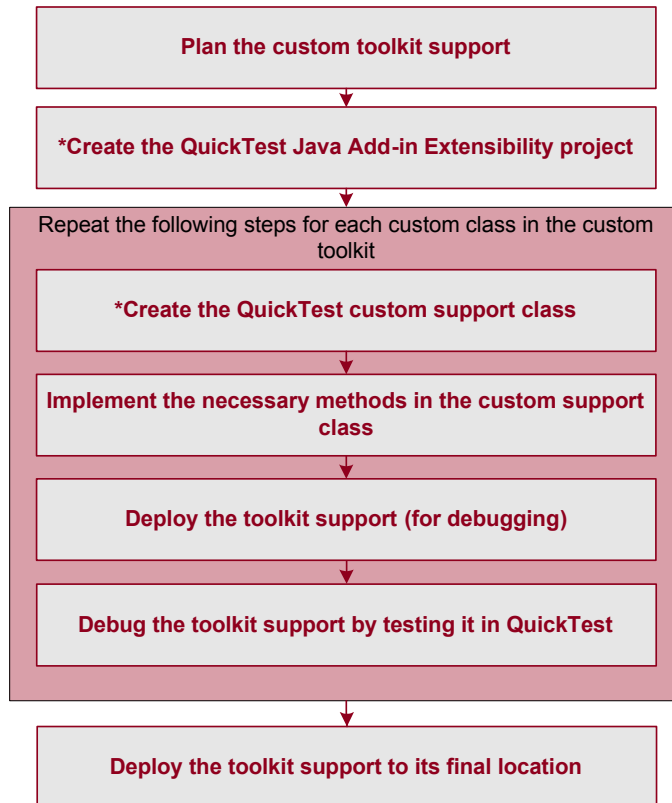 Plan the custom toolkit support
*Create the QuickTest Java Add-in Extensibility project
Repeat the following steps for each custom class in the custom
toolkit
*Create the QuickTest custom support class
Implement the necessary methods in the custom support
class
Deploy the toolkit support (for debugging)
Debug the toolkit support by testing it in QuickTest
Deploy the toolkit support to its final location